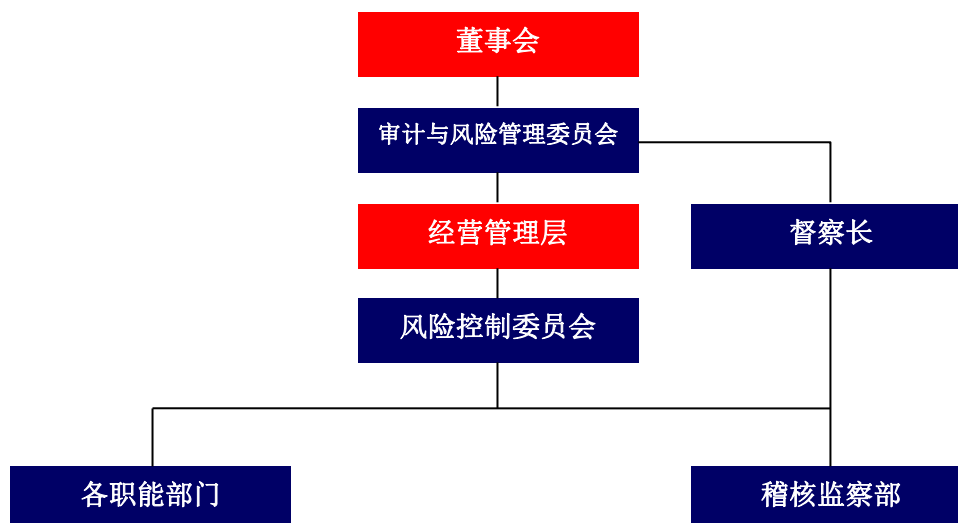 董事会
审计与风险管理委员会
经营管理层
督察长
风险控制委员会
各职能部门
稽核监察部